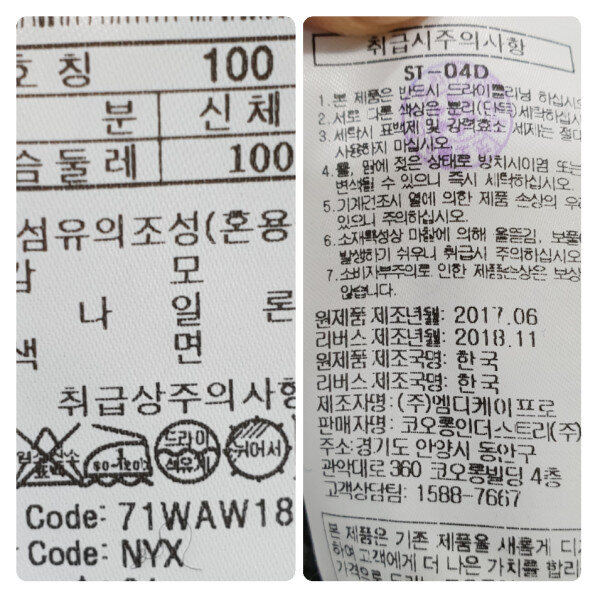 호칭 100
분 신체
슴둘레 100
섬유의조성(혼용
감 모
나일론
색 면
취급상주의사항
드라이
석유계
뉘어서
Code: 71WAW18
Code: NYX
취급시주의사항
ST-04D
1. 본 제품은 반드시 드라이클리닝 하십시오
2. 서로 다른 색상은 분리(단독)세탁하십시
3. 세탁시 표백제 및 강력효소 세제는 절대
사용하지 마십시오.
4. 물, 땀에 젖은 상태로 방치시이염 또는
변색될 수 있으니 즉시 세탁하십시오.
5. 기계건조시 열에 의한 제품 손상의 우려
있으니 주의하십시오.
6. 소재특성상 마찰에 의해 올뜯김, 보풀이
발생하기 쉬우니 취급시 주의하십시오
7. 소비자부주의로 인한 제품손상은 보상
않습니다.
원제품 제조년월: 2017.06
리버스 제조년월: 2018.11
원제품 제조국명: 한국
리버스 제조국명: 한국
제조자명: (주)엠디케이프로
판매자명: 코오롱인더스트리(주)
주소: 경기도 안양시 동안구
관악대로 360 코오롱빌딩 4층
고객상담팀: 1588-7667
본 제품은 기존 제품을 새롭게 디자
하여 고객에게 더 나은 가치를 합리